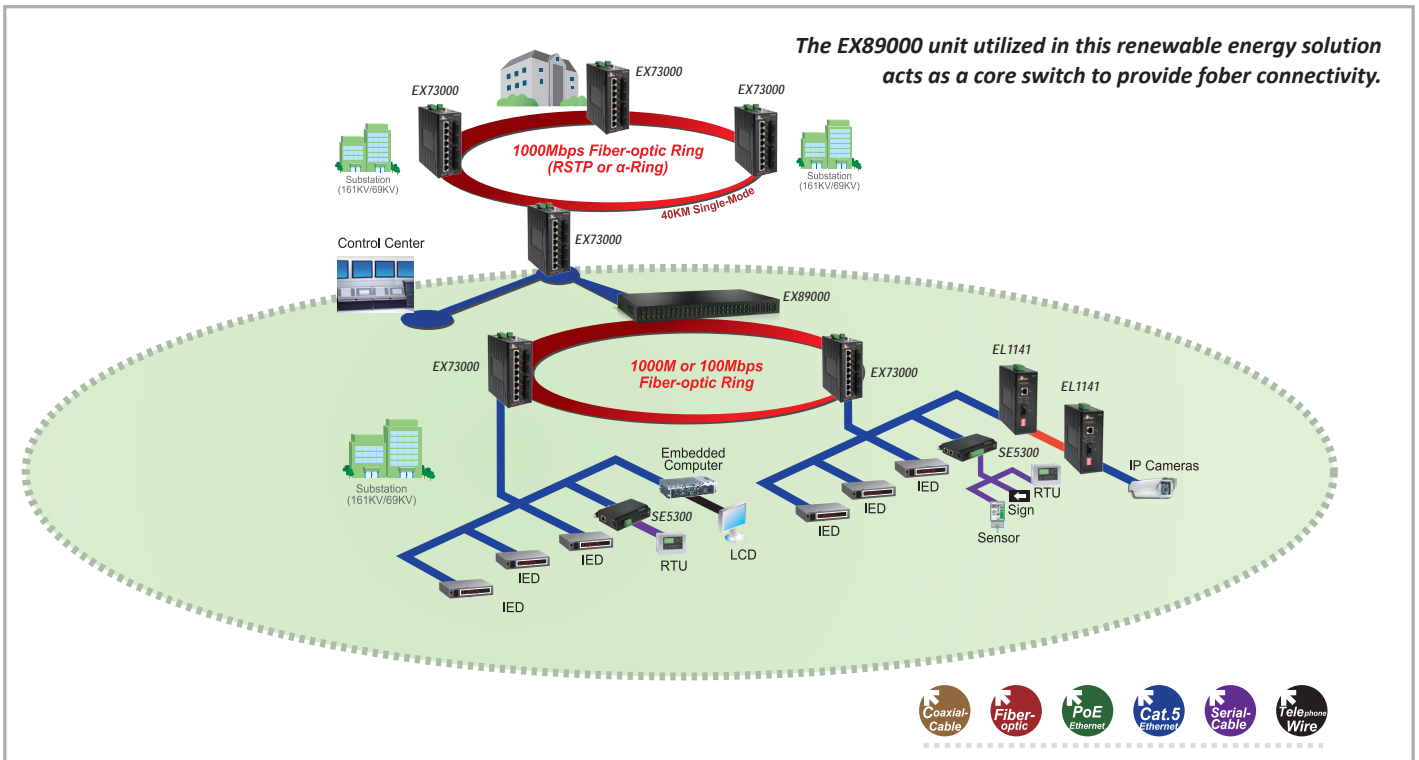 The EX89000 unit utilized in this renewable energy solution
acts as a core switch to provide fober connectivity.
EX73000
EX73000
EX73000
1000Mbps Fiber-optic Ring
(RSTP or α-Ring)
Substation
(161KV/69KV)
Substation
(161KV/69KV)
40KM Single-Mode
EX73000
Control Center
EX89000
EX73000
1000M or 100Mbps
Fiber-optic Ring
EX73000
EL1141
EL1141
Substation
(161KV/69KV)
Embedded
Computer
SE5300
IP Cameras
IED
RTU
IED
Sign
IED
Sensor
SE5300
LCD
IED
RTU
IED
IED
Coaxial-
Cable
Fiber-
optic
PoE
Ethernet
Cat.5
Ethernet
Serial-
Cable
Telephone
Wire